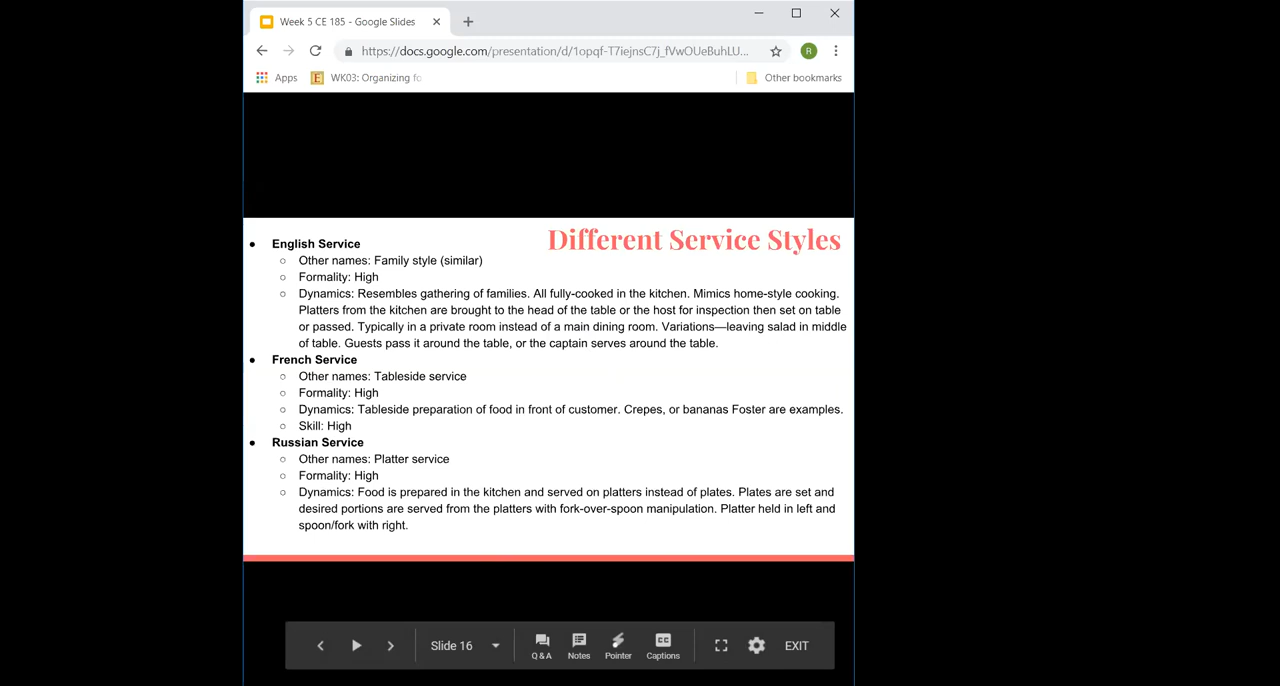 Week 5 CE 185 - Google Slides
https://docs.google.com/presentation/d/1opqf-T7iejnsC7j_fVwOUeBuhLU...
R
Apps
E
WK03: Organizing fo
Other bookmarks
Different Service Styles
● English Service
○ Other names: Family style (similar)
○ Formality: High
○ Dynamics: Resembles gathering of families. All fully-cooked in the kitchen. Mimics home-style cooking.
Platters from the kitchen are brought to the head of the table or the host for inspection then set on table
or passed. Typically in a private room instead of a main dining room. Variations—leaving salad in middle
of table. Guests pass it around the table, or the captain serves around the table.
● French Service
○ Other names: Tableside service
○ Formality: High
○ Dynamics: Tableside preparation of food in front of customer. Crepes, or bananas Foster are examples.
○ Skill: High
● Russian Service
○ Other names: Platter service
○ Formality: High
○ Dynamics: Food is prepared in the kitchen and served on platters instead of plates. Plates are set and
desired portions are served from the platters with fork-over-spoon manipulation. Platter held in left and
spoon/fork with right.
Slide 16
Q & A
Notes
Pointer
CC
Captions
EXIT